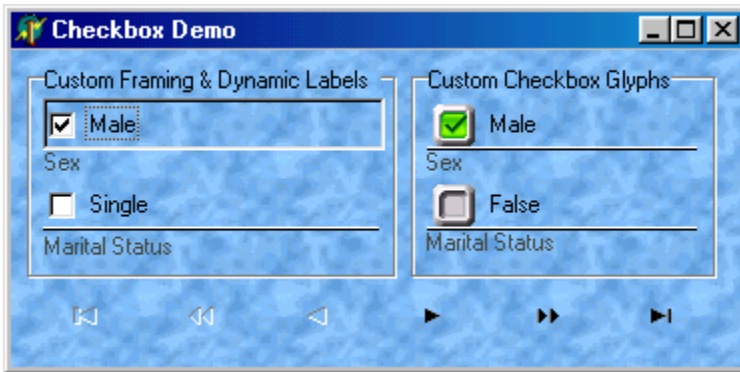 Checkbox Demo
Custom Framing & Dynamic Labels
Male
Sex
Single
Marital Status
Custom Checkbox Glyphs
Male
Sex
False
Marital Status